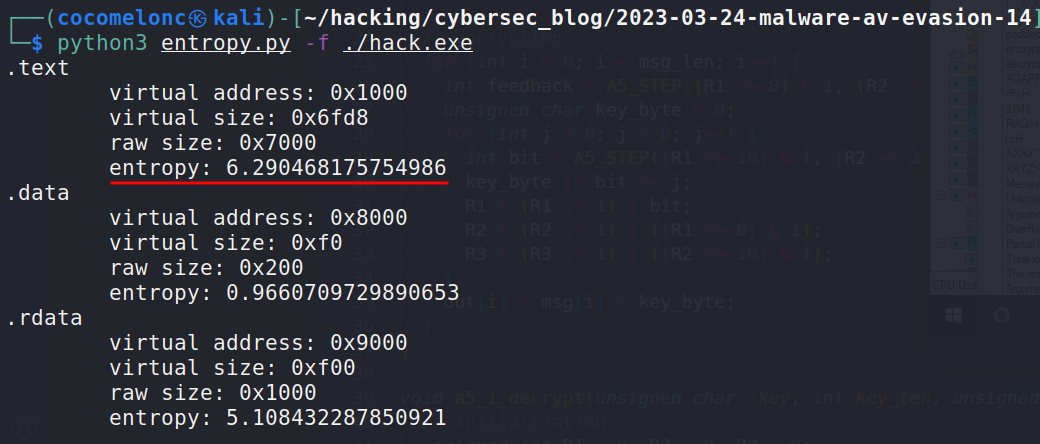 ┌──(cocomelonc㉿kali)-[~/hacking/cybersec_blog/2023-03-24-malware-av-evasion-14]
└─$ python3 entropy.py -f ./hack.exe
.text
virtual address: 0x1000
virtual size: 0x6fd8
raw size: 0x7000
entropy: 6.290468175754986
.data
virtual address: 0x8000
virtual size: 0xf0
raw size: 0x200
entropy: 0.9660709729890653
.rdata
virtual address: 0x9000
virtual size: 0xf00
raw size: 0x1000
entropy: 5.108432287850921